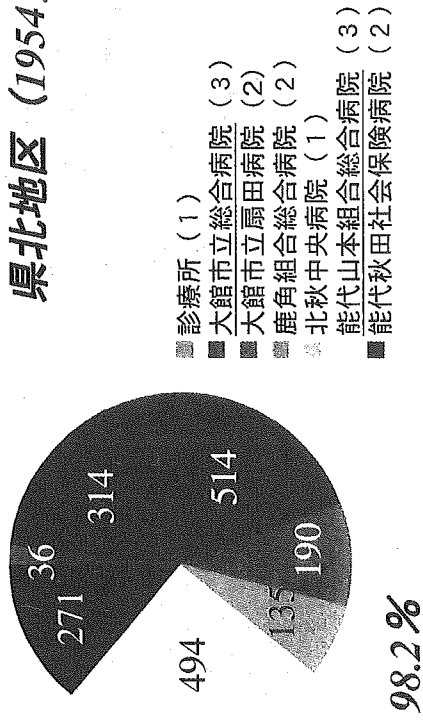 県北地区 (1954
診療所 (1)
大館市立総合病院 (3)
大館市立扇田病院 (2)
鹿角組合総合病院 (2)
北秋中央病院 (1)
能代山本組合総合病院 (3)
能代秋田社会保険病院 (2)
36
314
514
190
135
494
271
98.2%